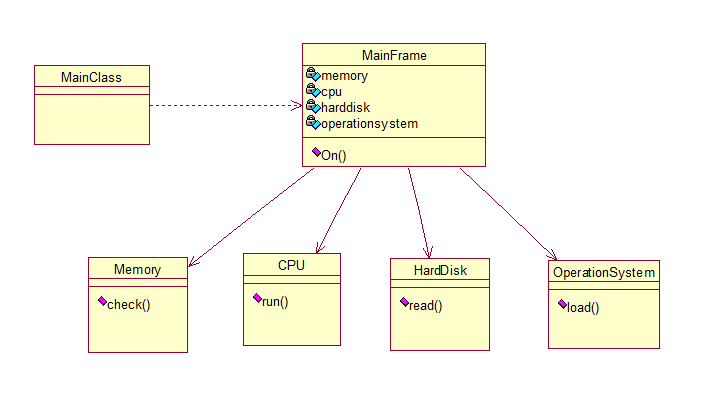 MainClass
MainFrame
memory
cpu
harddisk
operationsystem
On()
Memory
check()
CPU
run()
HardDisk
read()
OperationSystem
load()